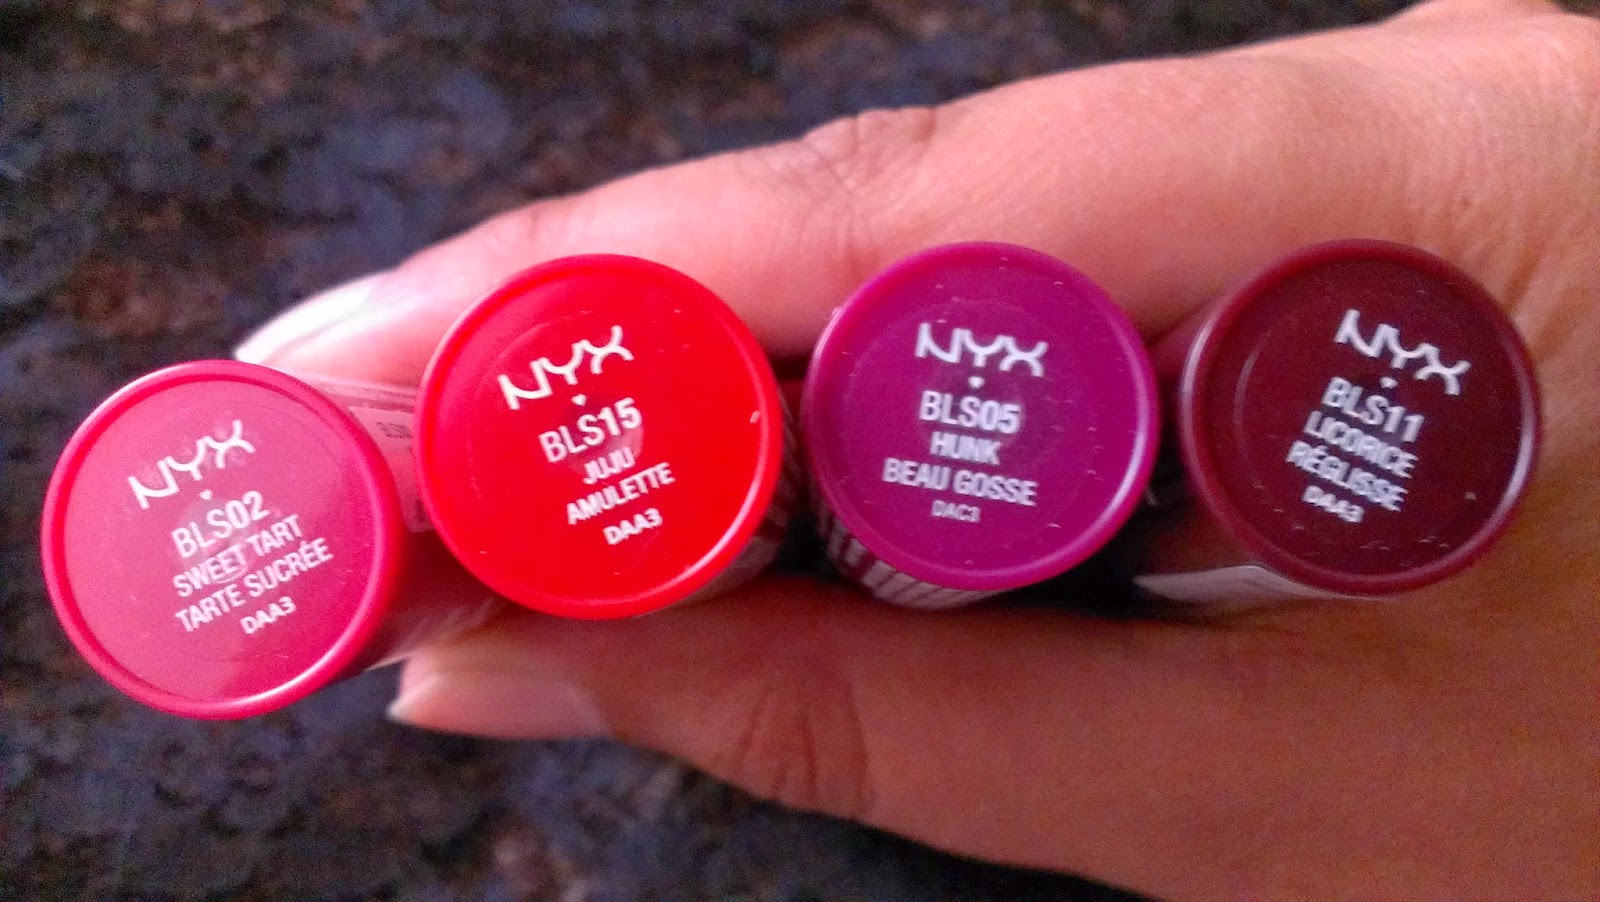 NYX
BLS02
SWEET TART
TARTE SUCRÉE
DAA3
NYX
BLS15
JUJU
AMULETTE
DAA3
NYX
BLS05
HUNK
BEAU GOSSE
DAC3
NYX
BLS11
LICORICE
RÉGLISSE
DAA3